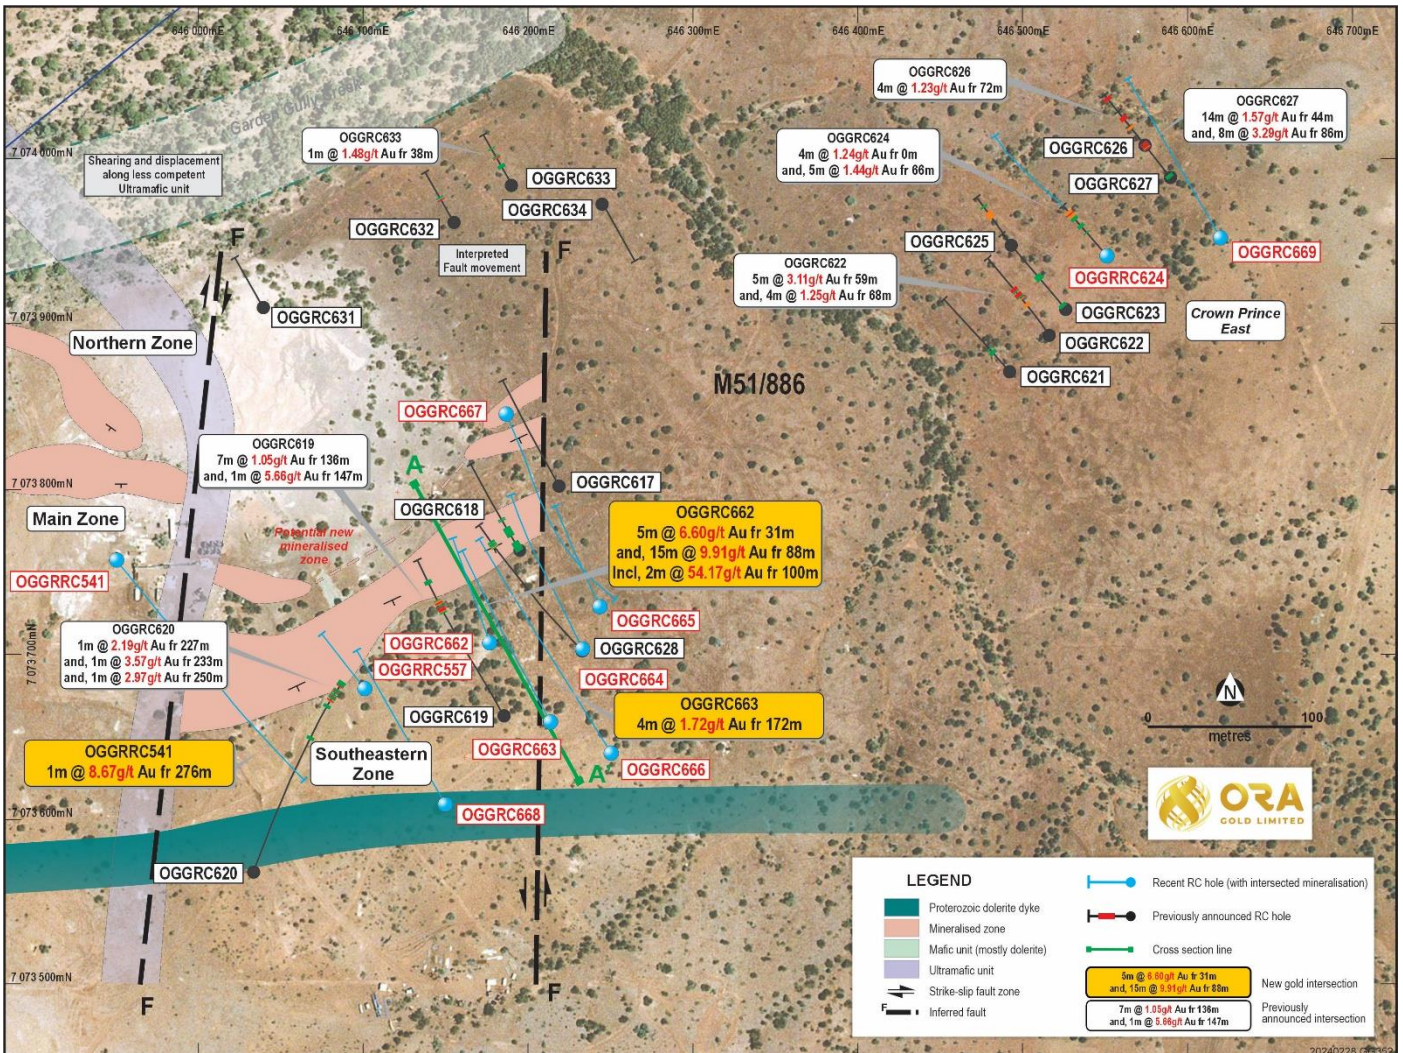 646 000mE
646 100mE
646 200mE
646 300mE
646 400mE
646 500mE
646 600mE
646 700mE
Garden Gully Creek
7 074 000mN
Shearing and displacement
along less competent
Ultramafic unit
OGGRC633
1m @ 1.48g/t Au fr 38m
OGGRC633
OGGRC634
OGGRC632
Interpreted
Fault movement
F
F
OGGRC631
OGGRC626
4m @ 1.23g/t Au fr 72m
OGGRC627
14m @ 1.57g/t Au fr 44m
and, 8m @ 3.29g/t Au fr 86m
OGGRC624
4m @ 1.24g/t Au fr 0m
and, 5m @ 1.44g/t Au fr 66m
OGGRC626
OGGRC627
OGGRC625
OGGRC669
OGGRRC624
OGGRC622
5m @ 3.11g/t Au fr 59m
and, 4m @ 1.25g/t Au fr 68m
OGGRC623
OGGRC622
OGGRC621
Crown Prince
East
7 073 900mN
Northern Zone
M51/886
OGGRC667
OGGRC619
7m @ 1.05g/t Au fr 136m
and, 1m @ 5.66g/t Au fr 147m
A
OGGRC617
7 073 800mN
Main Zone
OGGRC618
Potential new
mineralised
zone
OGGRC662
5m @ 6.60g/t Au fr 31m
and, 15m @ 9.91g/t Au fr 88m
Incl, 2m @ 54.17g/t Au fr 100m
OGGRRC541
OGGRC665
OGGRC620
1m @ 2.19g/t Au fr 227m
and, 1m @ 3.57g/t Au fr 233m
and, 1m @ 2.97g/t Au fr 250m
OGGRC662
OGGRC628
7 073 700mN
OGGRRC557
OGGRC664
OGGRC663
4m @ 1.72g/t Au fr 172m
OGGRC619
OGGRC663
OGGRRC541
1m @ 8.67g/t Au fr 276m
Southeastern
Zone
OGGRC666
A'
N
0
100
metres
OGGRC668
7 073 600mN
ORA
GOLD LIMITED
OGGRC620
7 073 500mN
F
F
LEGEND
Proterozoic dolerite dyke
Mineralised zone
Mafic unit (mostly dolerite)
Ultramafic unit
Strike-slip fault zone
F
Inferred fault
Recent RC hole (with intersected mineralisation)
Previously announced RC hole
Cross section line
5m @ 6.60g/t Au fr 31m
and, 15m @ 9.91g/t Au fr 88m
New gold intersection
7m @ 1.05g/t Au fr 136m
and, 1m @ 5.66g/t Au fr 147m
Previously
announced intersection